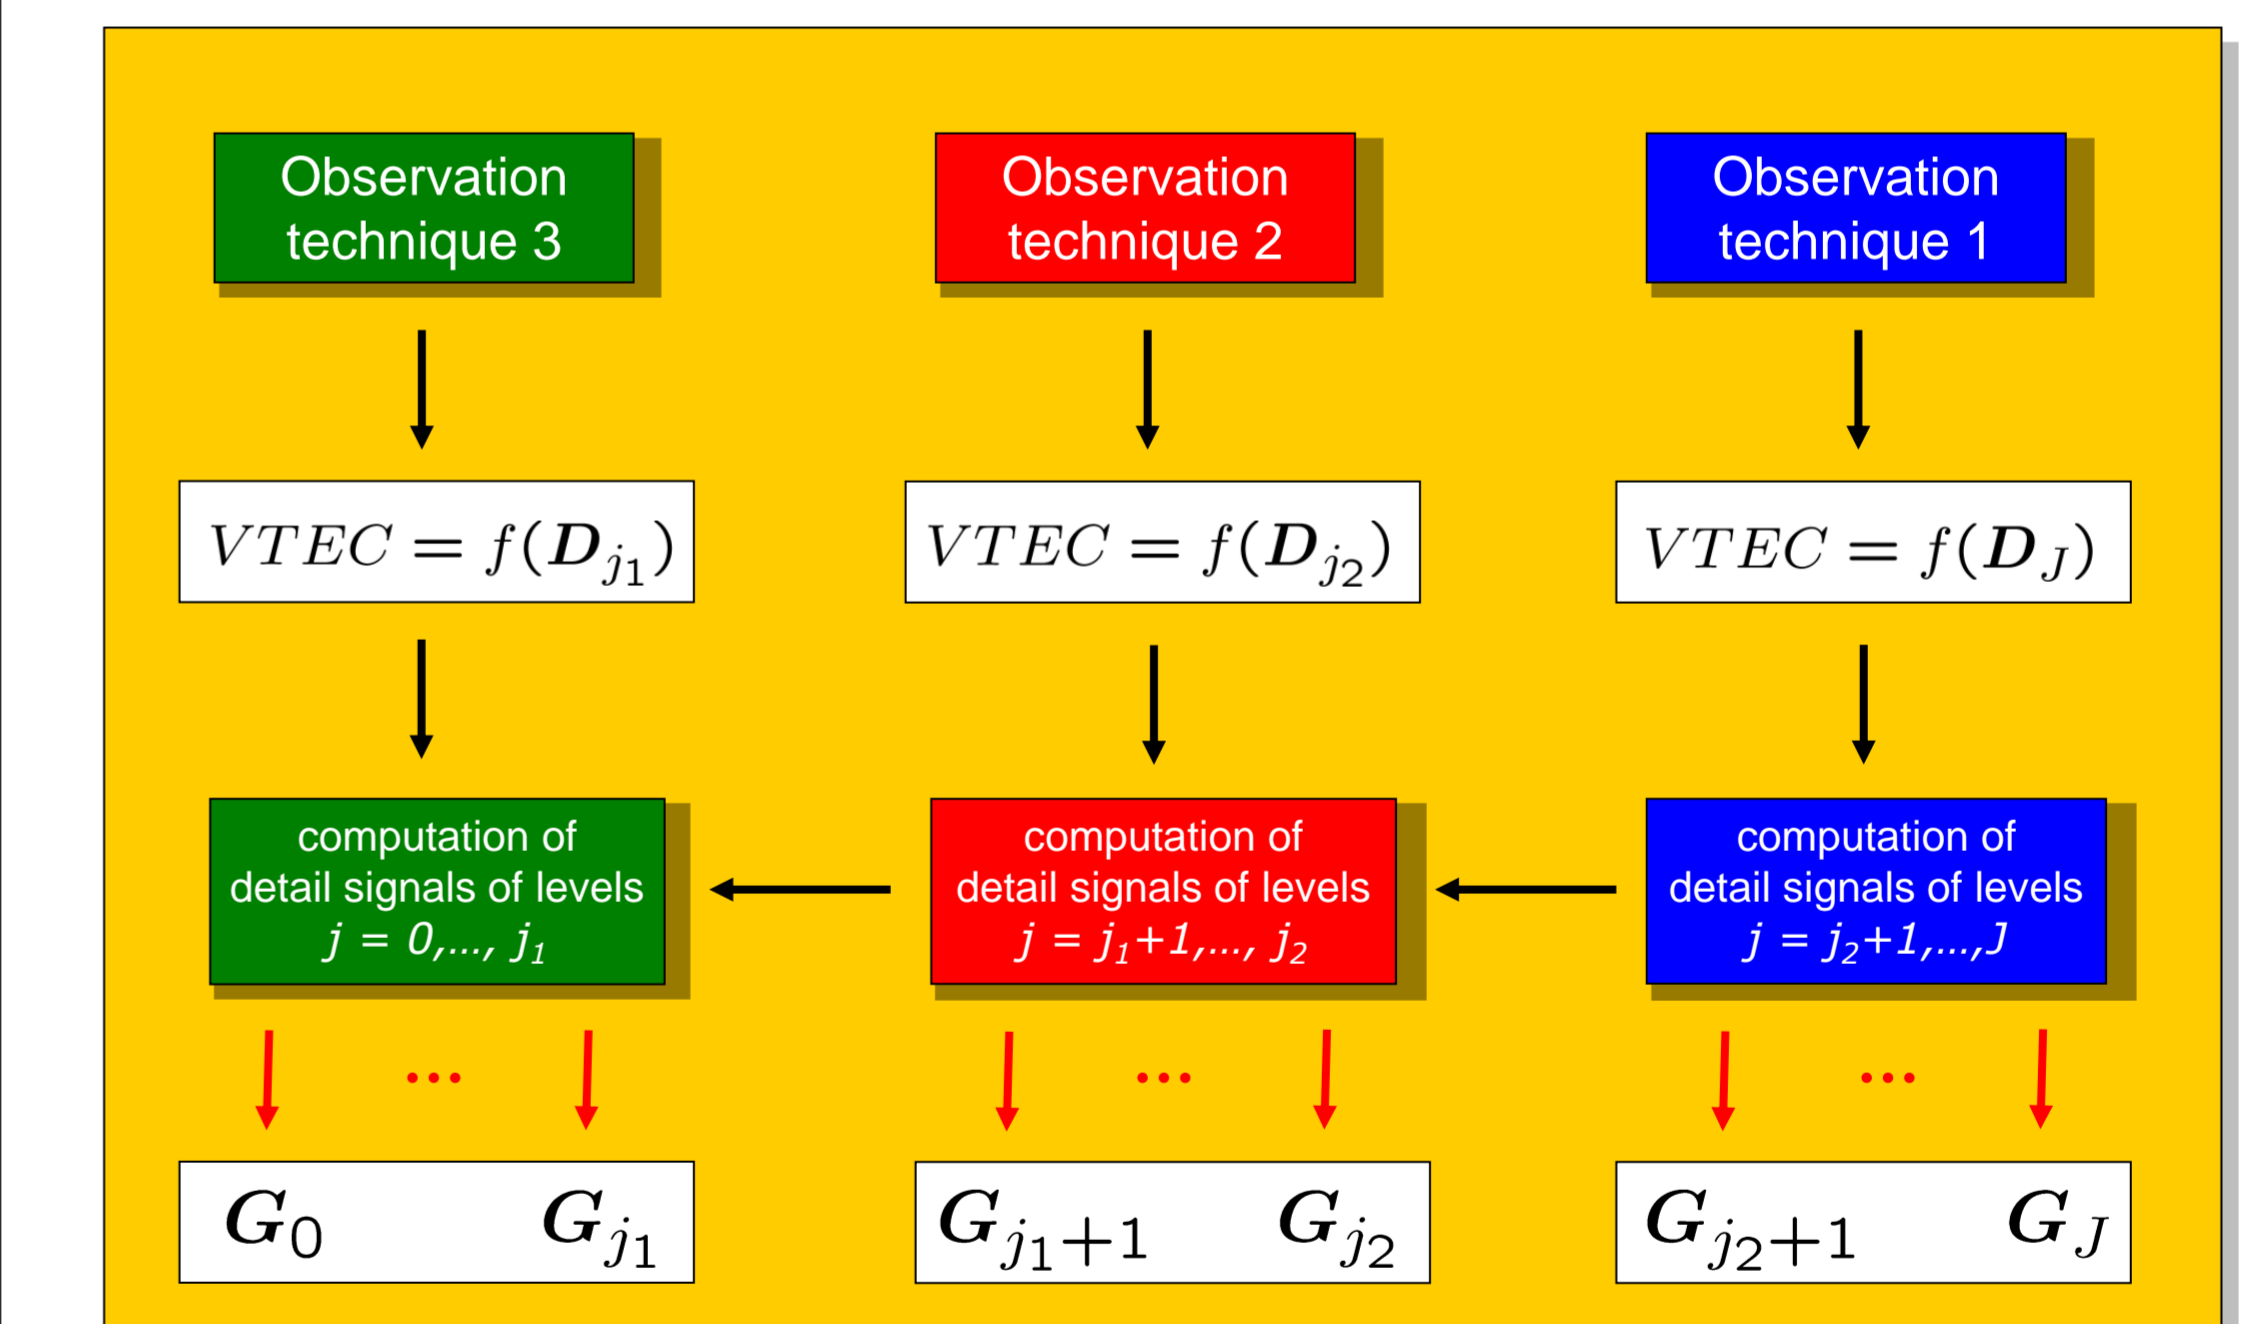 Observation
technique 3
Observation
technique 2
Observation
technique 1
VTEC = f(D_{j_1})
VTEC = f(D_{j_2})
VTEC = f(D_J)
computation of
detail signals of levels
j = 0,..., j_1
computation of
detail signals of levels
j = j_1+1,..., j_2
computation of
detail signals of levels
j = j_2+1,...,J
... ... ...
G_0 G_{j_1}
G_{j_1+1} G_{j_2}
G_{j_2+1} G_J